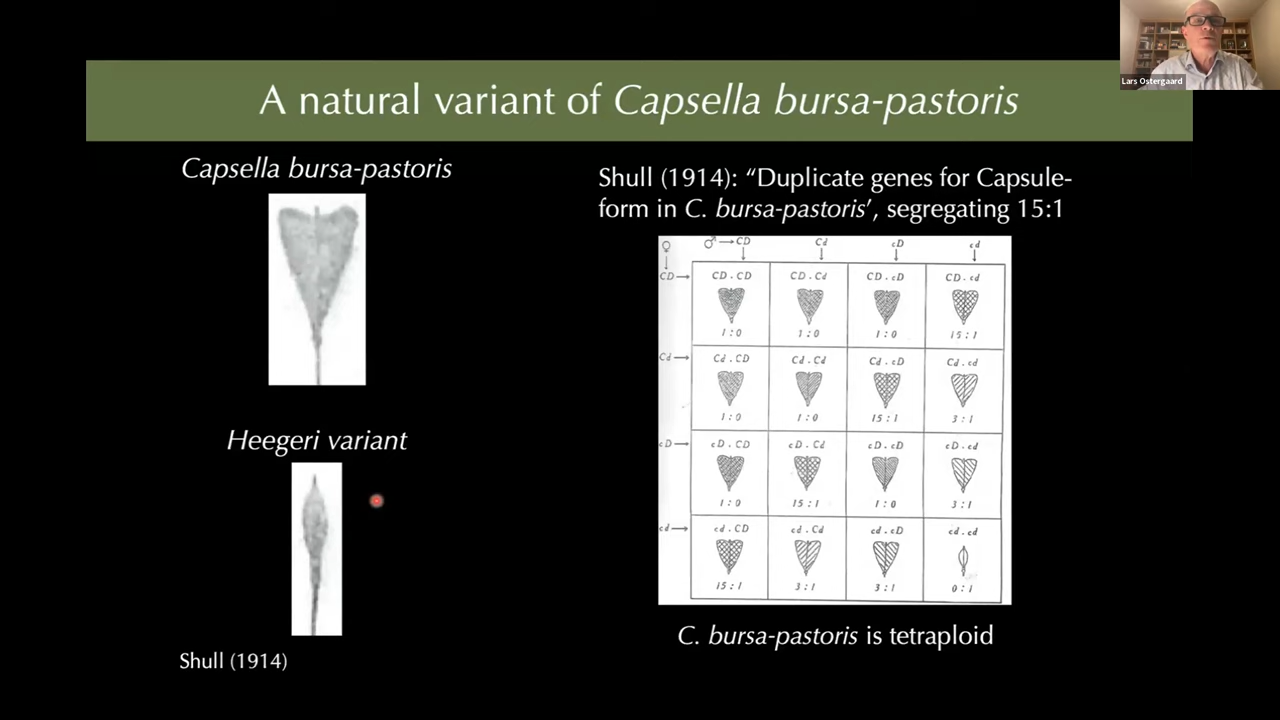 Lars Ostergaard
A natural variant of Capsella bursa-pastoris
Capsella bursa-pastoris
Heegeri variant
Shull (1914)
Shull (1914): “Duplicate genes for Capsule-
form in C. bursa-pastoris’, segregating 15:1
♀ ♂ → CD Cd cD cd
CD → CD . CD CD . Cd CD . cD CD . cd
1 : 0 1 : 0 1 : 0 15 : 1
Cd → Cd . CD Cd . Cd Cd . cD Cd . cd
1 : 0 1 : 0 15 : 1 3 : 1
cD → cD . CD cD . Cd cD . cD cD . cd
1 : 0 15 : 1 1 : 0 3 : 1
cd → cd . CD cd . Cd cd . cD cd . cd
15 : 1 3 : 1 3 : 1 0 : 1
C. bursa-pastoris is tetraploid